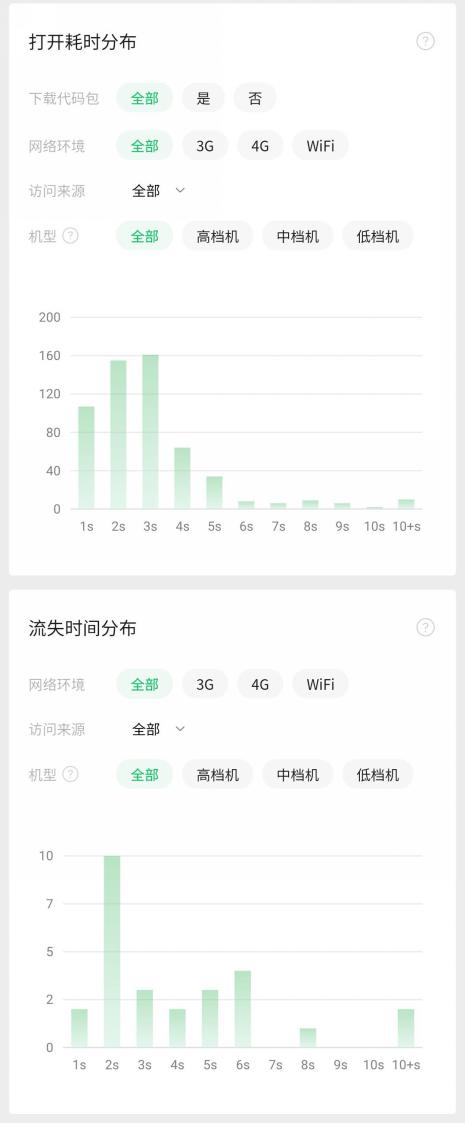 打开耗时分布 ?
下载代码包 全部 是 否
网络环境 全部 3G 4G WiFi
访问来源 全部
机型 ? 全部 高档机 中档机 低档机
200
160
120
80
40
0
1s 2s 3s 4s 5s 6s 7s 8s 9s 10s 10+s
流失时间分布 ?
网络环境 全部 3G 4G WiFi
访问来源 全部
机型 ? 全部 高档机 中档机 低档机
10
7
5
2
0
1s 2s 3s 4s 5s 6s 7s 8s 9s 10s 10+s